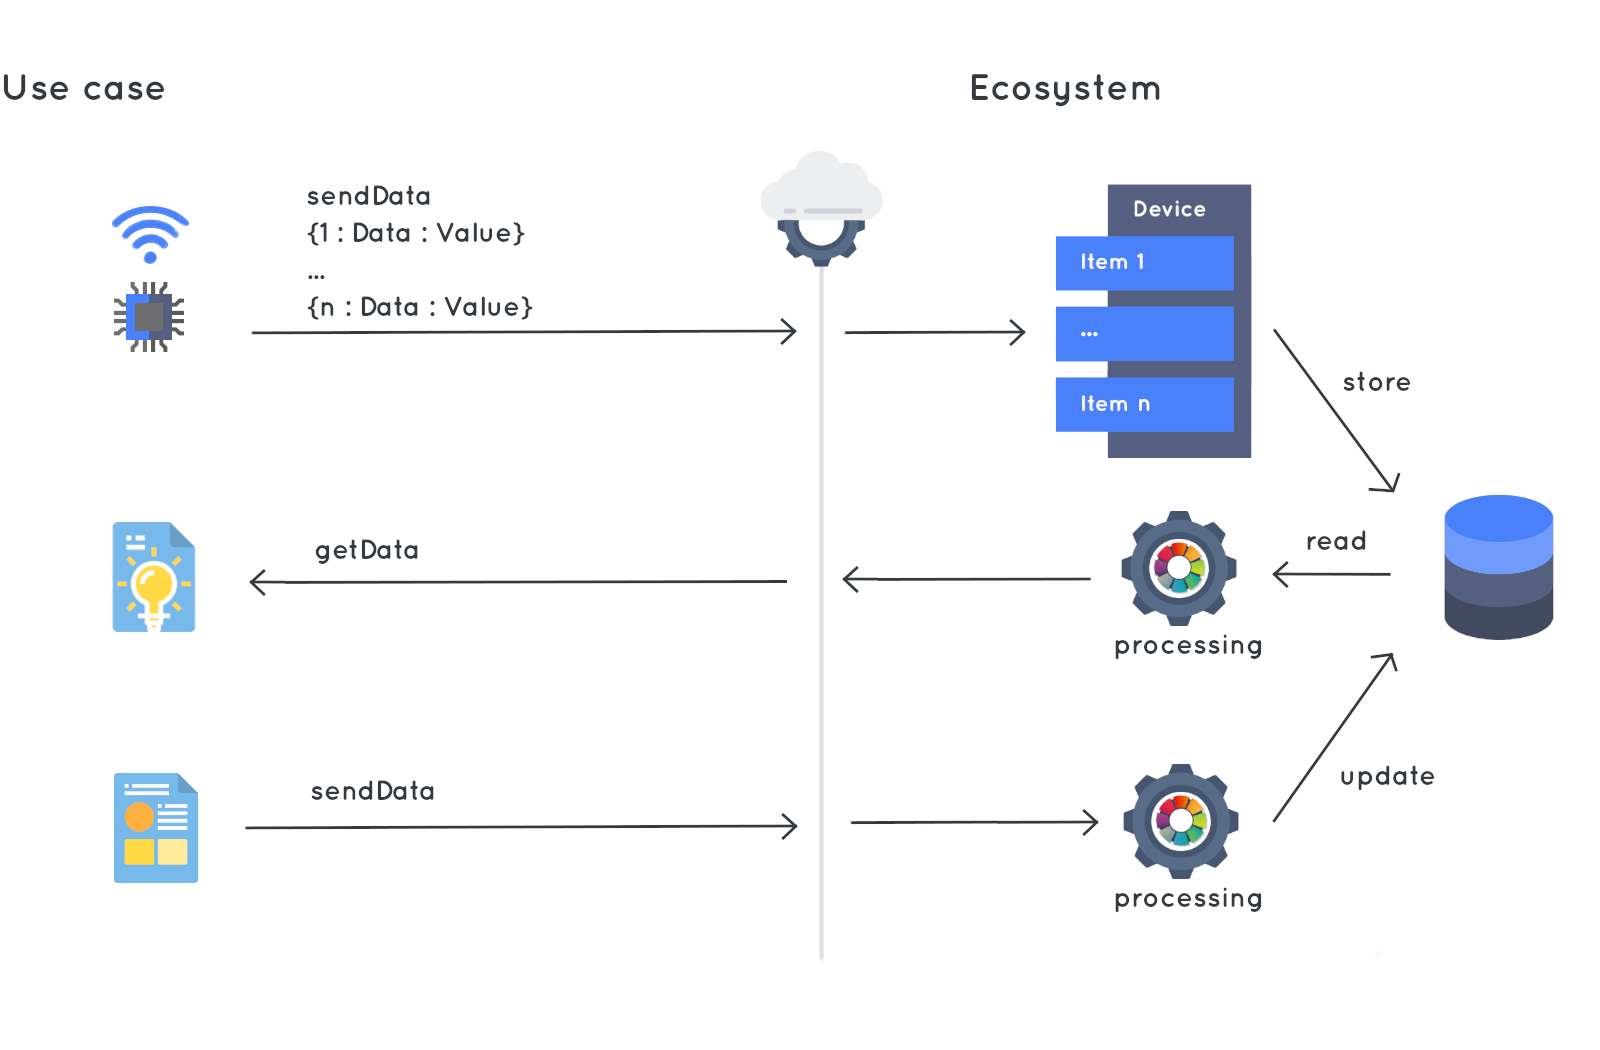 Use case
Ecosystem
sendData
{1 : Data : Value}
...
{n : Data : Value}
Device
Item 1
...
Item n
store
getData
read
processing
sendData
update
processing